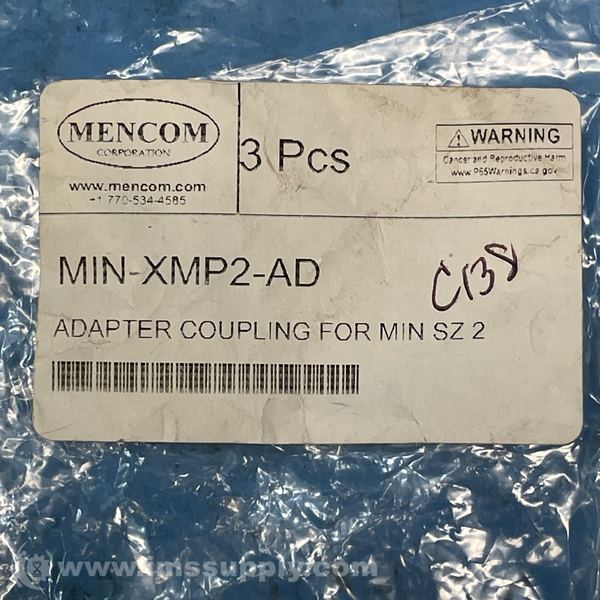 MENCOM
CORPORATION
www.mencom.com
+1 770-534-4585
3 Pcs
WARNING
Cancer and Reproductive Harm
www.P65Warnings.ca.gov
MIN-XMP2-AD
C138
ADAPTER COUPLING FOR MIN SZ 2
www.jmssupply.com